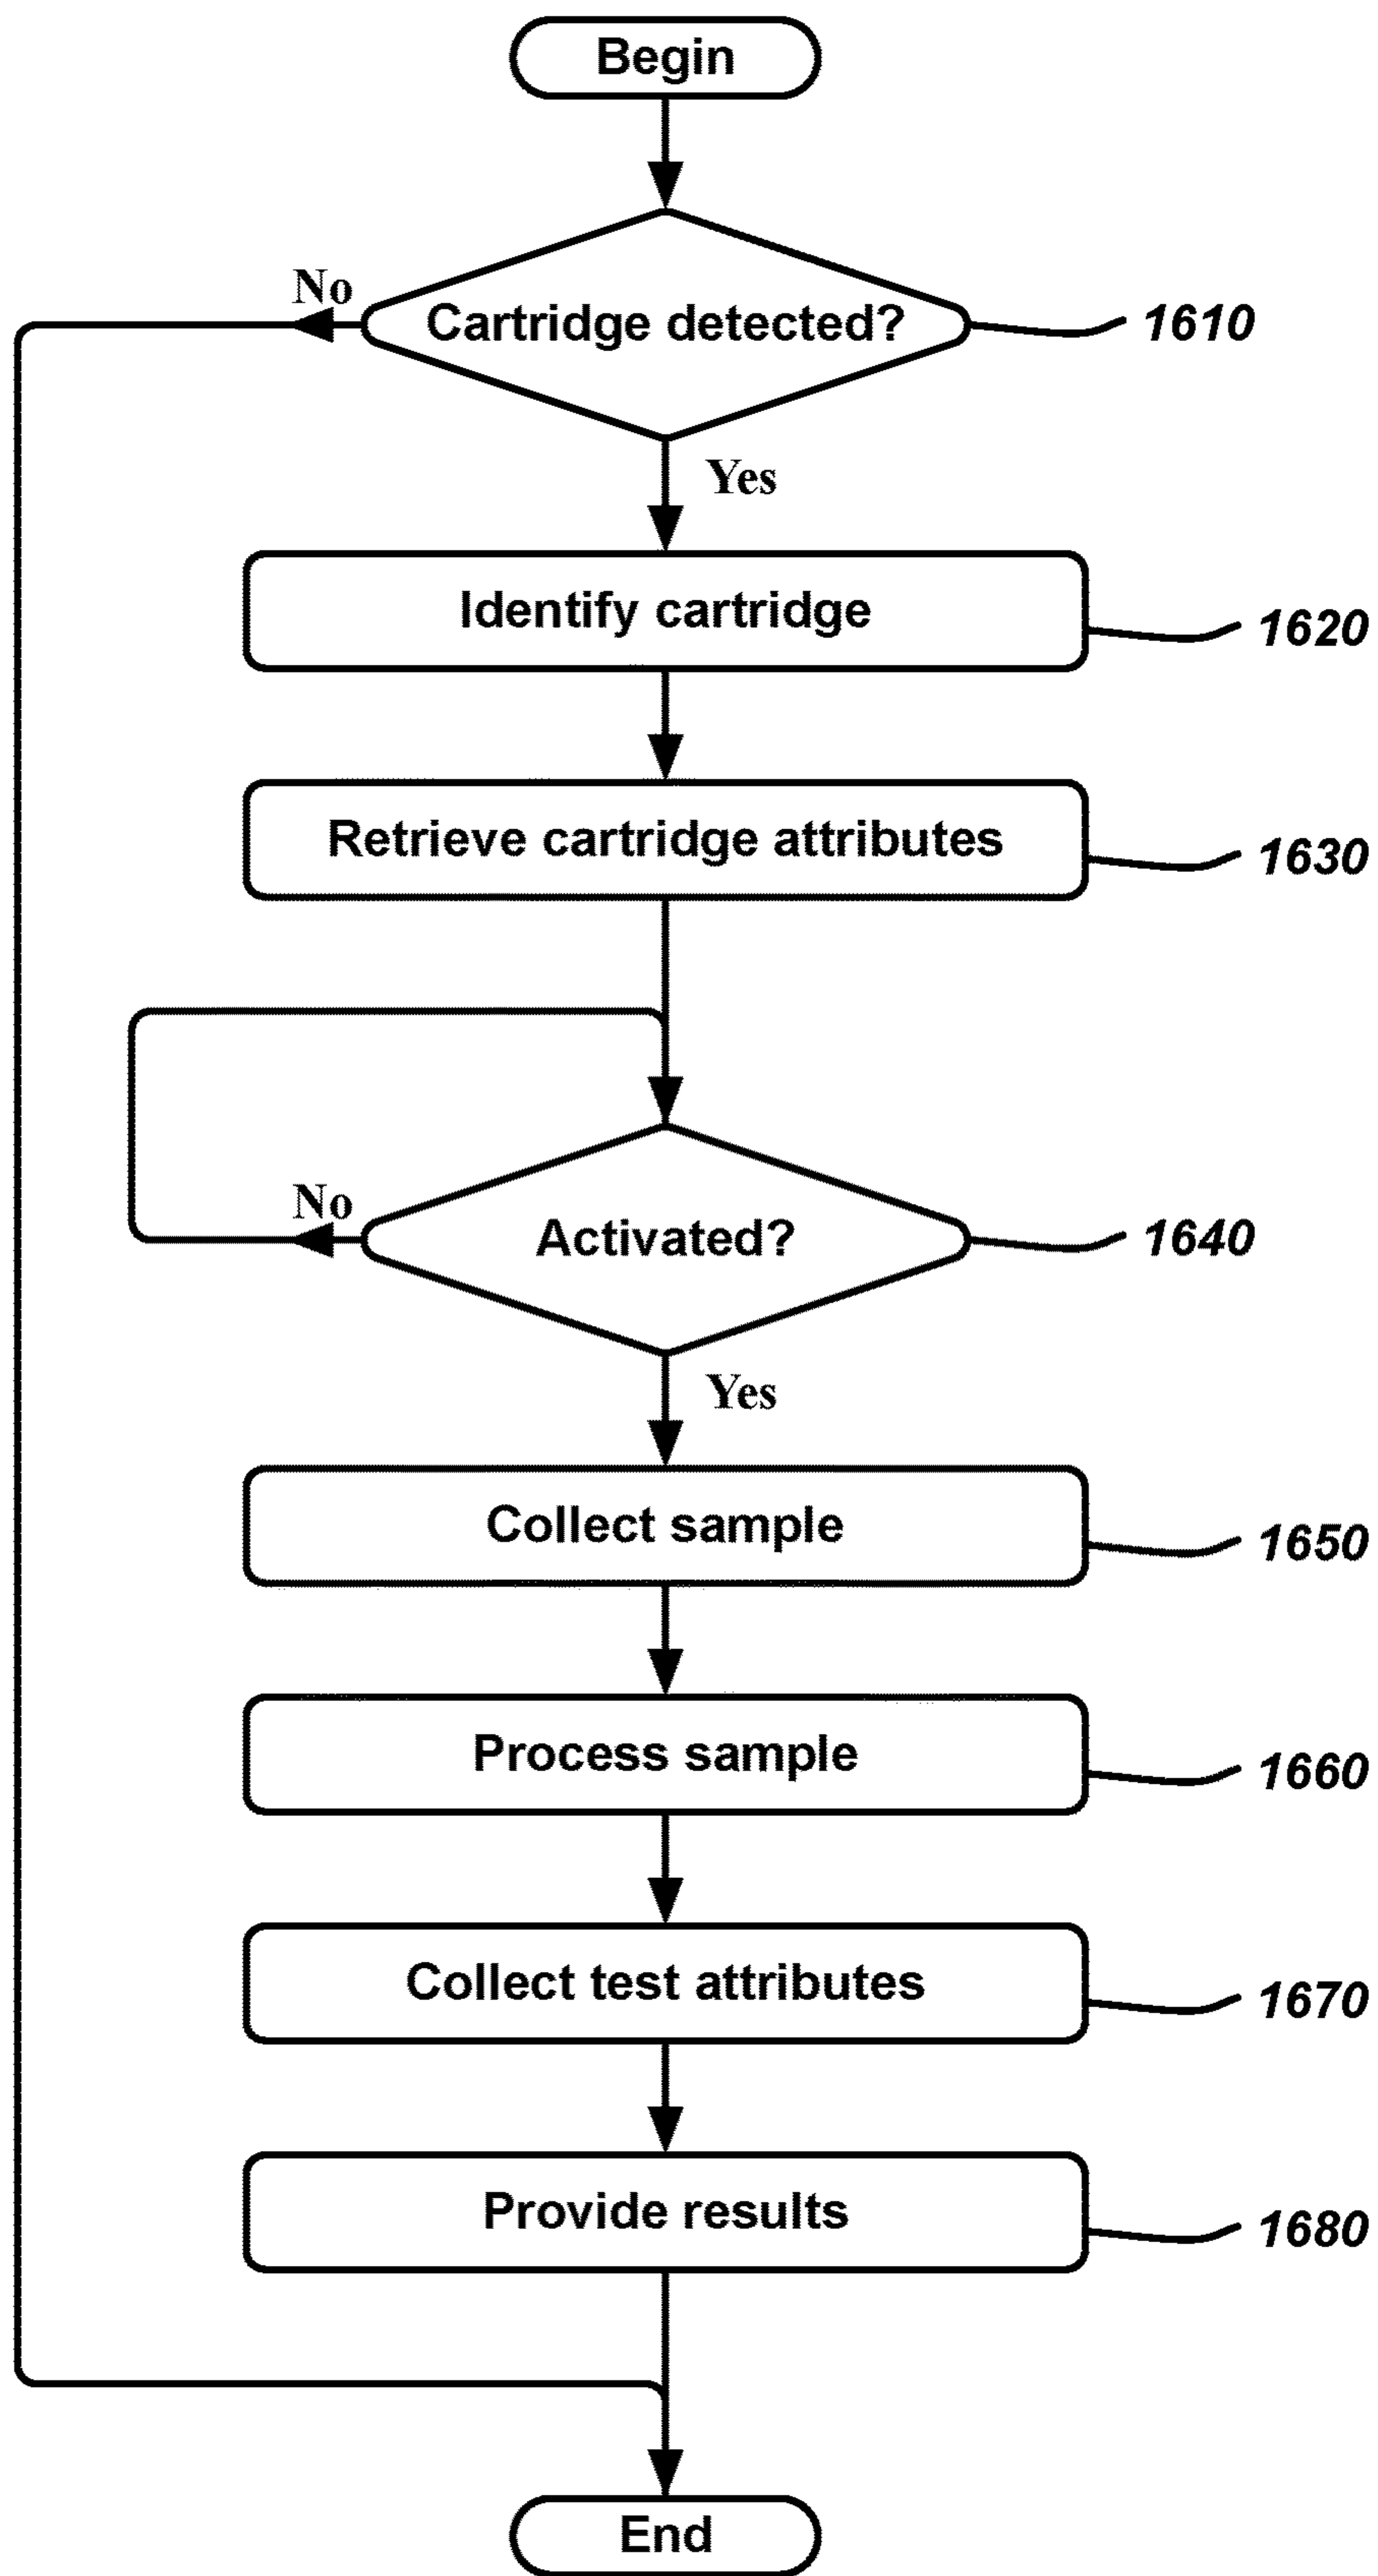 Begin
No
Cartridge detected?
1610
Yes
Identify cartridge
1620
Retrieve cartridge attributes
1630
No
Activated?
1640
Yes
Collect sample
1650
Process sample
1660
Collect test attributes
1670
Provide results
1680
End